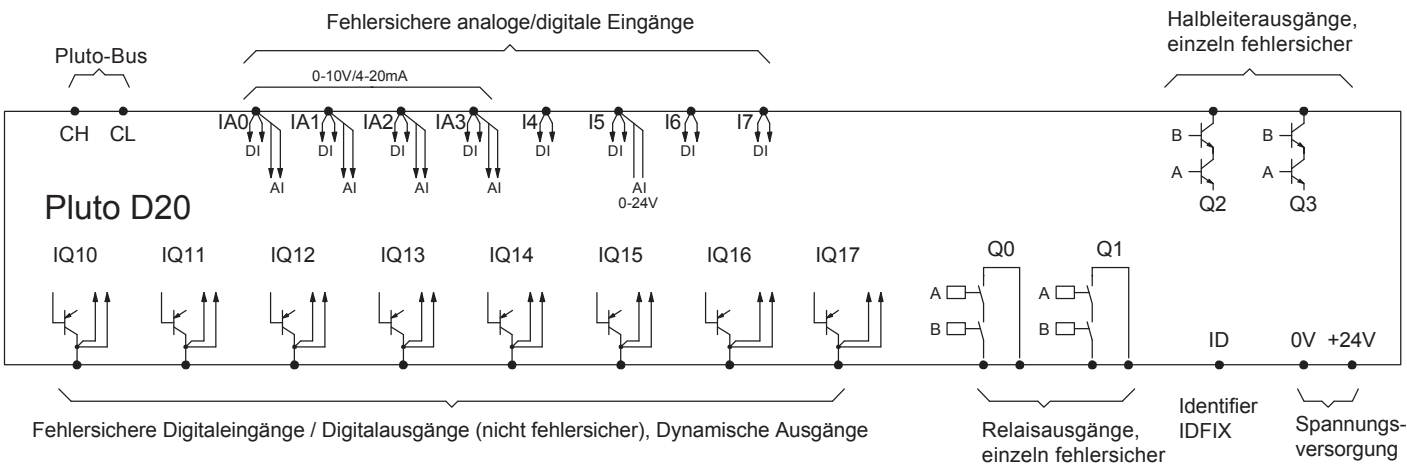 Fehlersichere analoge/digitale Eingänge
Halbleiterausgänge,
einzeln fehlersicher
Pluto-Bus
0-10V/4-20mA
CH CL IA0 IA1 IA2 IA3 I4 I5 I6 I7
DI DI DI DI DI DI DI DI
AI AI AI AI AI
0-24V
B B
A A
Q2 Q3
Pluto D20
IQ10 IQ11 IQ12 IQ13 IQ14 IQ15 IQ16 IQ17 Q0 Q1
A A
B B
ID 0V +24V
Fehlersichere Digitaleingänge / Digitalausgänge (nicht fehlersicher), Dynamische Ausgänge
Relaisausgänge,
einzeln fehlersicher
Identifier
IDFIX
Spannungs-
versorgung